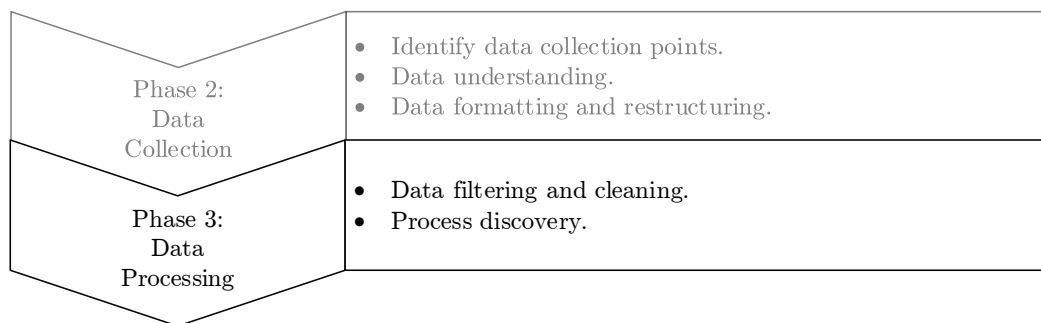 Phase 2:
Data
Collection
• Identify data collection points.
• Data understanding.
• Data formatting and restructuring.
Phase 3:
Data
Processing
• Data filtering and cleaning.
• Process discovery.